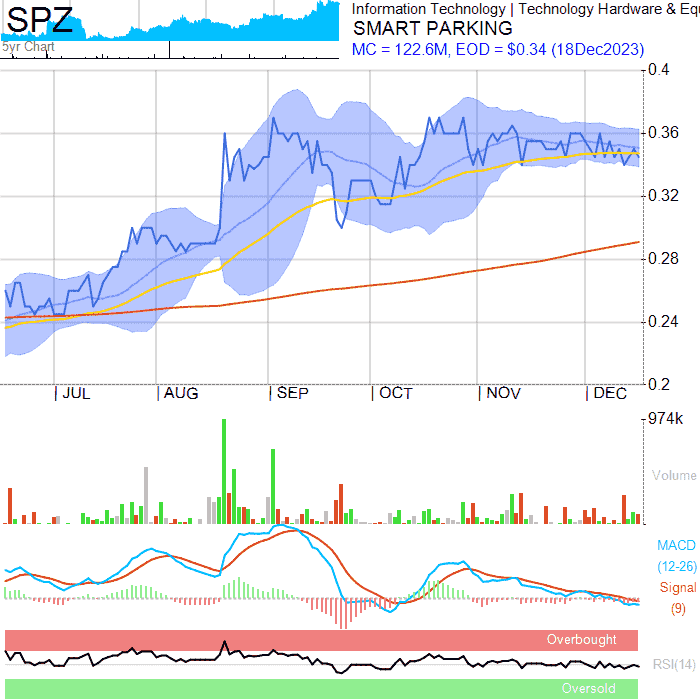 SPZ
Information Technology | Technology Hardware & Equ
SMART PARKING
MC = 122.6M, EOD = $0.34 (18Dec2023)
5yr Chart
0.4
0.36
0.32
0.28
0.24
0.2
JUL AUG SEP OCT NOV DEC
974k
Volume
MACD
(12-26)
Signal
(9)
Overbought
RSI(14)
Oversold